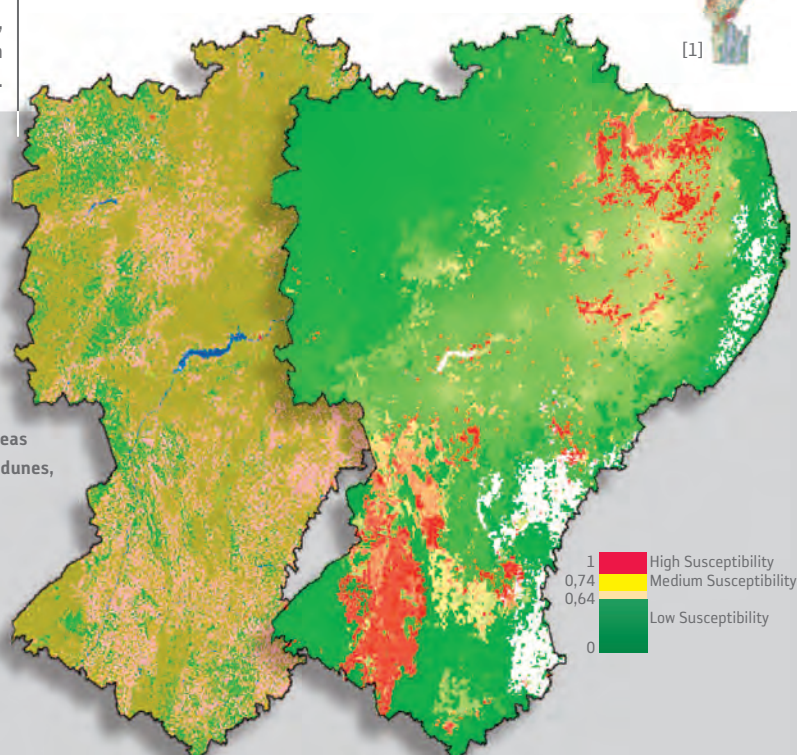 [1]
eas
dunes,
1 High Susceptibility
0,74 Medium Susceptibility
0,64
Low Susceptibility
0